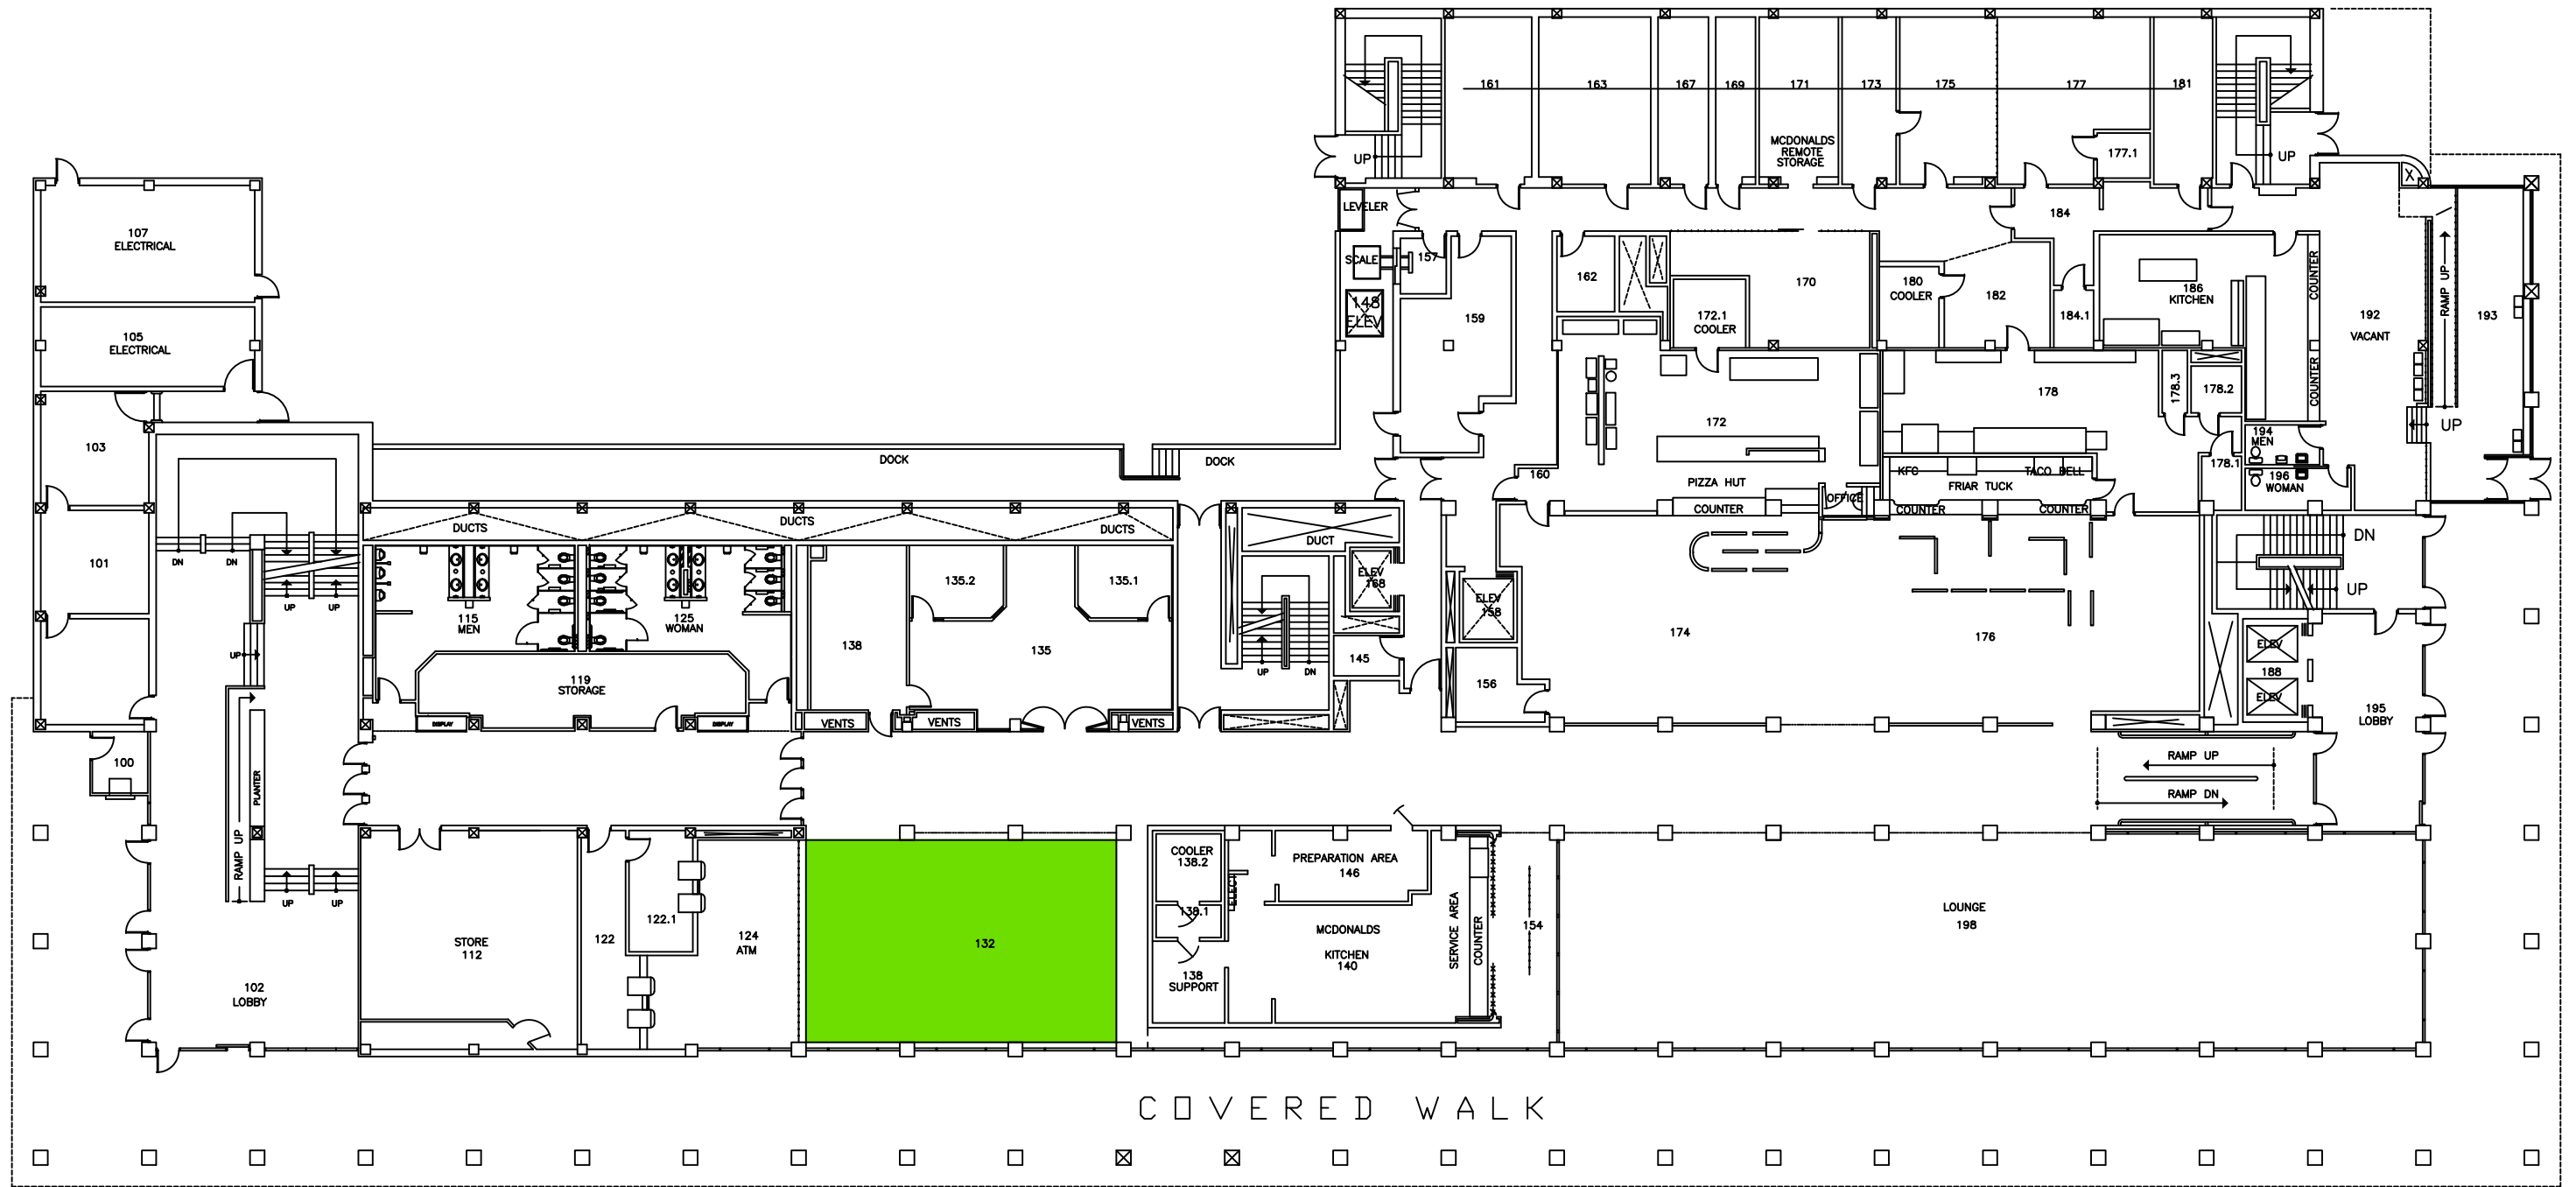 161
163
167
169
171
173
175
177
181
MCDONALDS
REMOTE
STORAGE
177.1
UP
UP
X
LEVELER
184
107
ELECTRICAL
SCALE
157
162
170
180
COOLER
182
184.1
186
KITCHEN
COUNTER
COUNTER
RAMP UP
193
148
ELEV
159
172.1
COOLER
192
VACANT
105
ELECTRICAL
178.3
178.2
178
172
UP
103
DOCK
DOCK
194
MEN
178.1
196
WOMAN
160
PIZZA HUT
KFC
TACO BELL
FRIAR TUCK
OFFICE
COUNTER
COUNTER
COUNTER
DUCTS
DUCTS
DUCTS
DUCT
DN
UP
101
DN
DN
UP
UP
135.2
135.1
ELEV
168
ELEV
158
115
MEN
125
WOMAN
138
135
174
176
UP
145
UP
DN
156
ELEV
188
ELEV
119
STORAGE
DISPLAY
DISPLAY
VENTS
VENTS
VENTS
195
LOBBY
100
PLANTER
RAMP UP
RAMP DN
RAMP UP
UP
UP
COOLER
138.2
ELECT
PREPARATION AREA
146
138.1
122.1
122
124
ATM
STORE
112
132
MCDONALDS
KITCHEN
140
SERVICE AREA
COUNTER
154
LOUNGE
198
138
SUPPORT
102
LOBBY
COVERED WALK